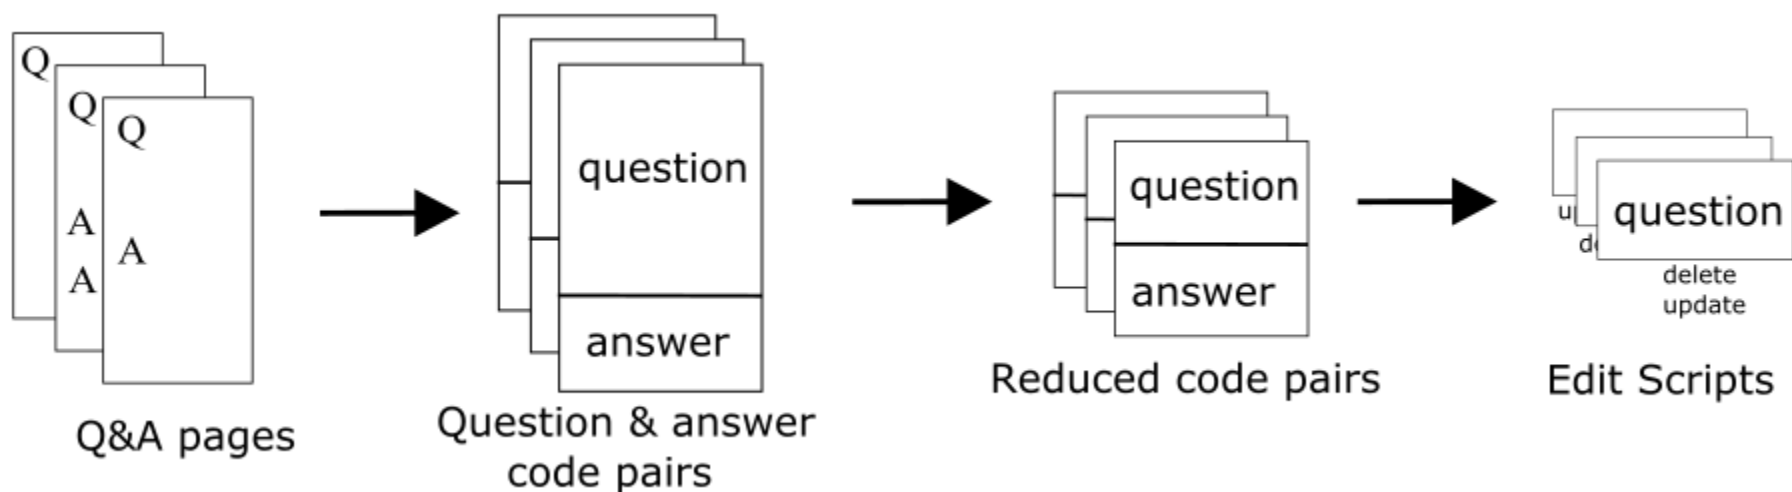 Q
Q
Q
A
A
A
Q&A pages
question
answer
Question & answer
code pairs
question
answer
Reduced code pairs
question
delete
update
Edit Scripts